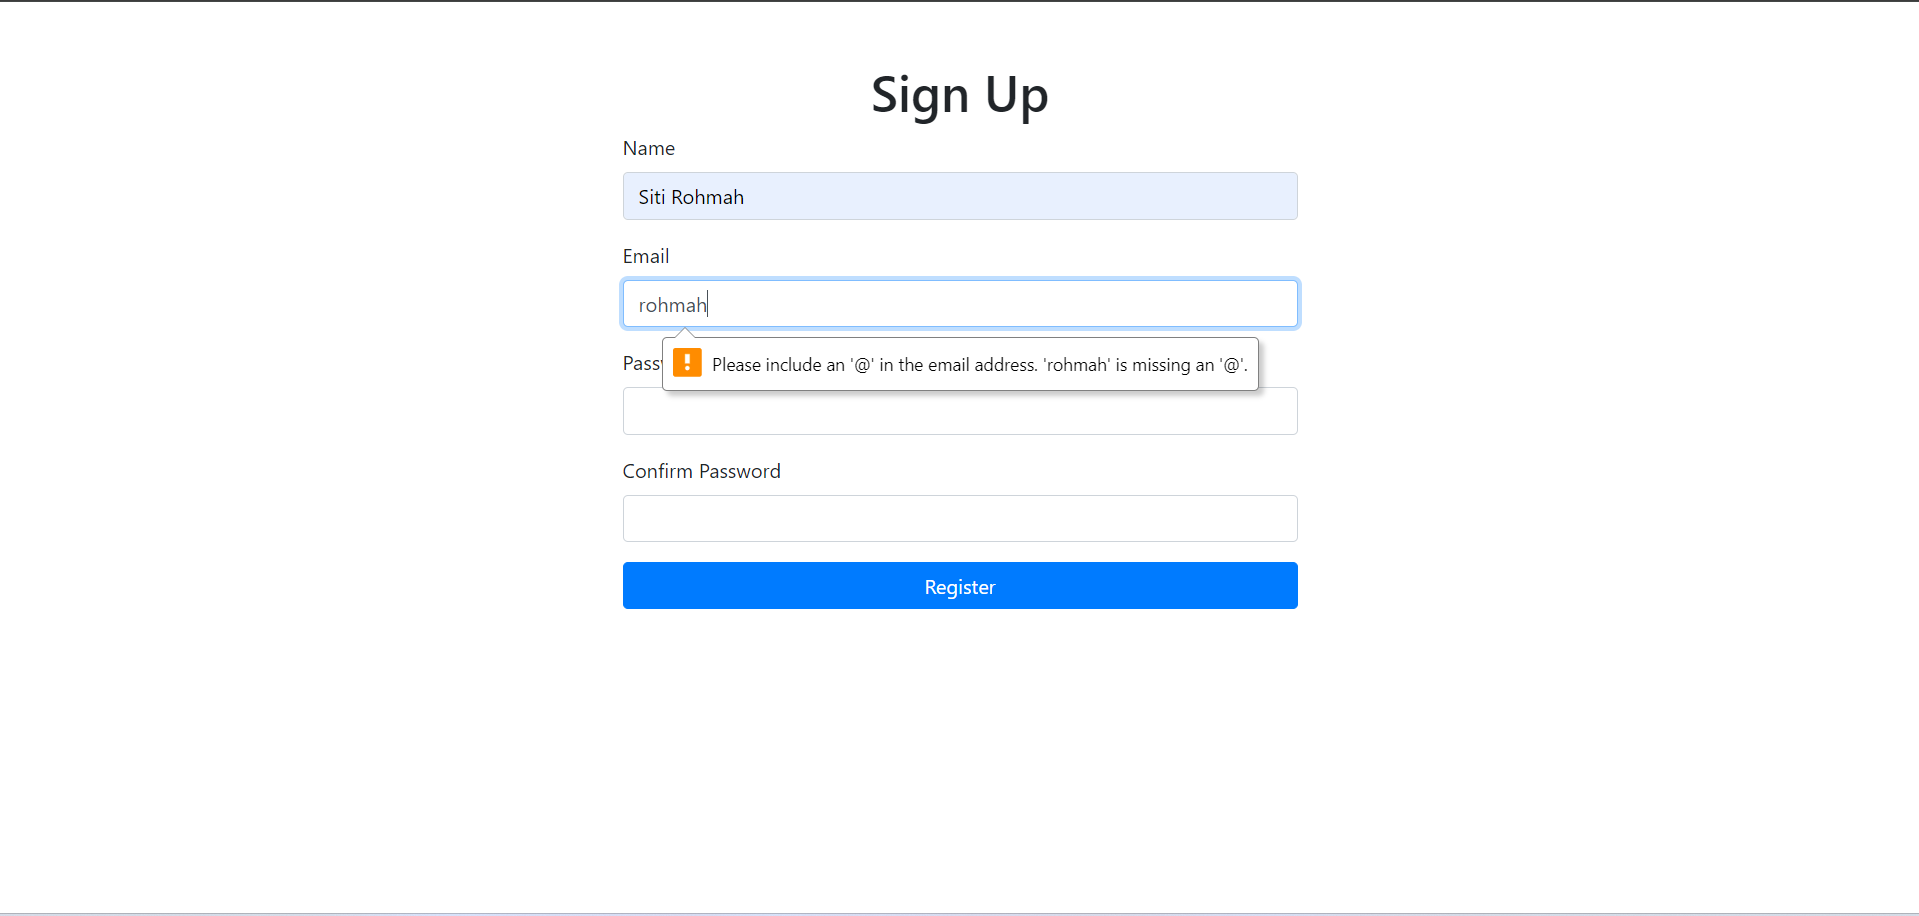 Sign Up
Name
Siti Rohmah
Email
rohmah
Please include an '@' in the email address. 'rohmah' is missing an '@'.
Confirm Password
Register